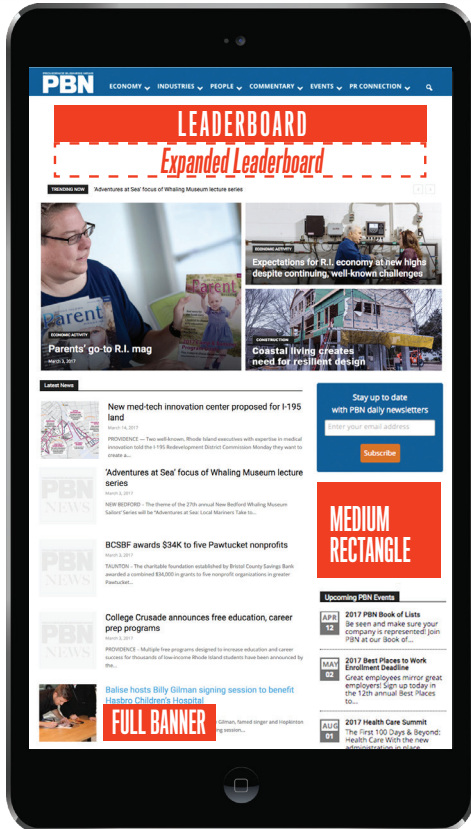 PBN
ECONOMY INDUSTRIES PEOPLE COMMENTARY EVENTS PR CONNECTION
LEADERBOARD
Expanded Leaderboard
TRENDING NOW 'Adventures at Sea' focus of Whaling Museum lecture series
Parent
Parent
ECONOMIC ACTIVITY
Parents' go-to R.I. mag
March 3, 2017
ECONOMIC ACTIVITY
Expectations for R.I. economy at new highs
despite continuing, well-known challenges
CONSTRUCTION
Coastal living creates
need for resilient design
Latest News
New med-tech innovation center proposed for I-195
land
March 14, 2017
PROVIDENCE — Two well-known, Rhode Island executives with expertise in medical
innovation told the I-195 Redevelopment District Commission Monday they want to
create a...
PBN
NEWS
'Adventures at Sea' focus of Whaling Museum lecture
series
March 3, 2017
NEW BEDFORD – The theme of the 27th annual New Bedford Whaling Museum
Sailors' Series will be "Adventures at Sea: Local Mariners Take to...
PBN
NEWS
BCSBF awards $34K to five Pawtucket nonprofits
March 3, 2017
TAUNTON – The charitable foundation established by Bristol County Savings Bank
awarded a combined $34,000 in grants to five nonprofit organizations in greater
Pawtucket...
PBN
NEWS
College Crusade announces free education, career
prep programs
March 3, 2017
PROVIDENCE – Multiple free programs designed to increase education and career
success for thousands of low-income Rhode Island students have been announced by
the...
Balise hosts Billy Gilman signing session to benefit
Hasbro Children's Hospital
FULL BANNER
Gilman, famed singer and Hopkinton
ng session...
Stay up to date
with PBN daily newsletters
Enter your email address
Subscribe
MEDIUM
RECTANGLE
Upcoming PBN Events
APR
12
2017 PBN Book of Lists
Be seen and make sure your
company is represented! Join
PBN at our Book of...
MAY
02
2017 Best Places to Work
Enrollment Deadline
Great employees mirror great
employers! Sign up today in
the 12th annual Best Places
to...
AUG
01
2017 Health Care Summit
The First 100 Days & Beyond:
Health Care With the new
administration in place